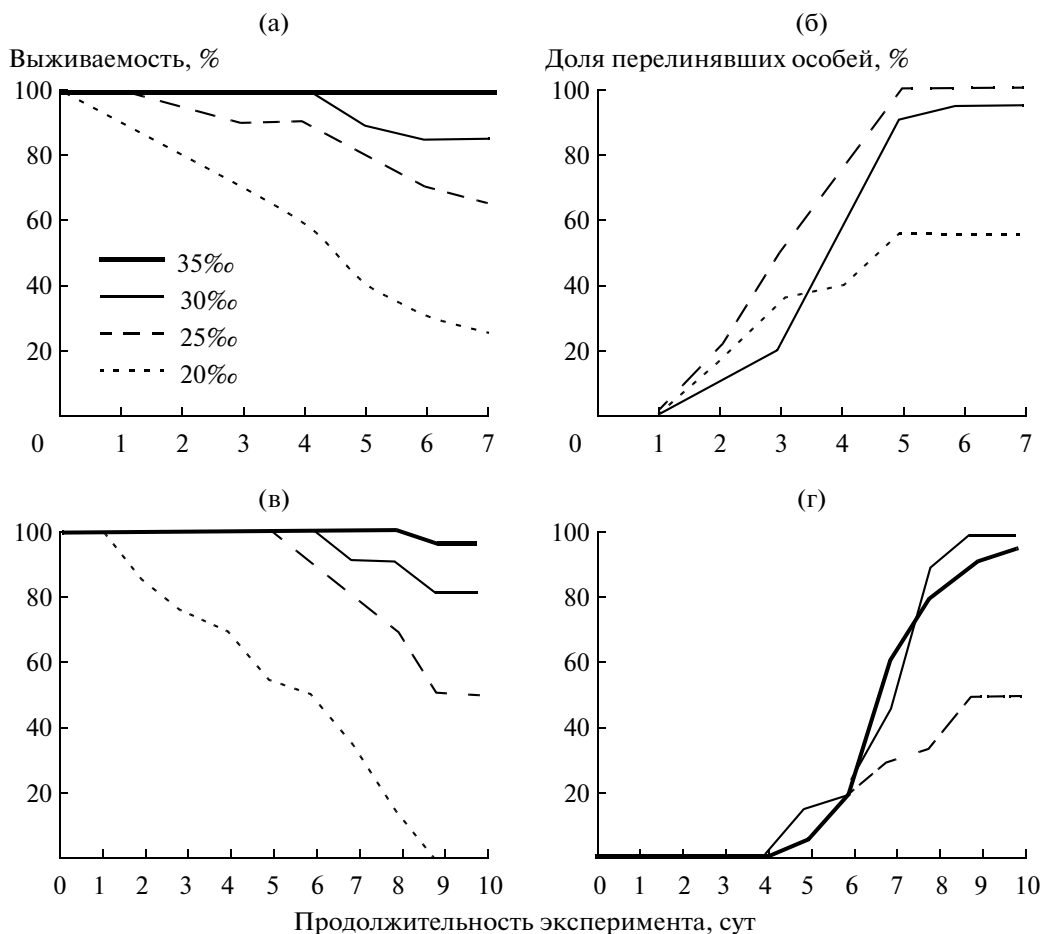 (а)
Выживаемость, %
100
80
60
40
20
0
1 2 3 4 5 6 7
35‰
30‰
25‰
20‰
(б)
Доля перелинявших особей, %
100
80
60
40
20
0
1 2 3 4 5 6 7
(в)
100
80
60
40
20
0 1 2 3 4 5 6 7 8 9 10
(г)
100
80
60
40
20
0 1 2 3 4 5 6 7 8 9 10
Продолжительность эксперимента, сут